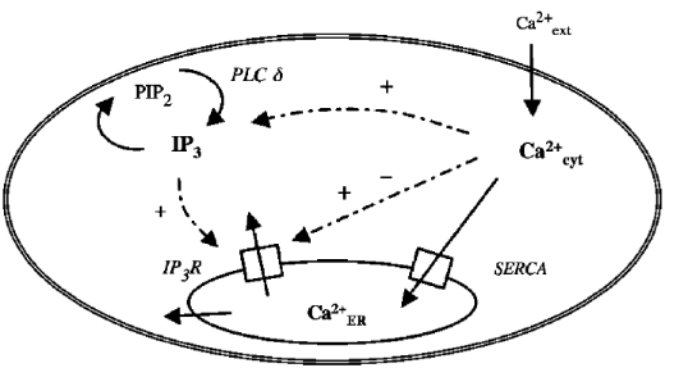 Ca²⁺ext
PLC δ
PIP₂
+
IP₃
Ca²⁺cyt
−
+
+
IP₃R
SERCA
Ca²⁺ER